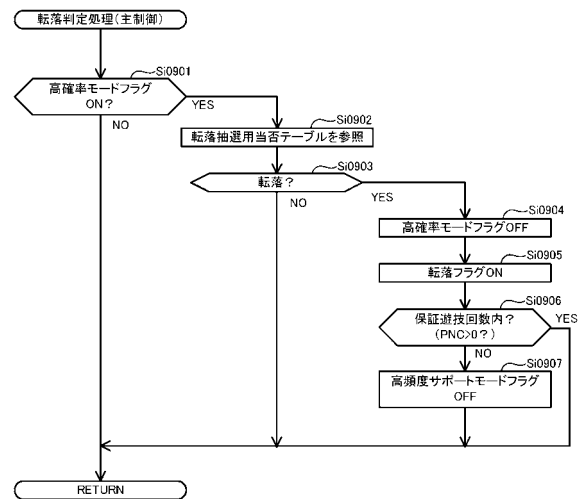 転落判定処理(主制御)
Si0901
高確率モードフラグ
ON?
YES
NO
Si0902
転落抽選用当否テーブルを参照
Si0903
転落?
YES
NO
Si0904
高確率モードフラグOFF
Si0905
転落フラグON
Si0906
保証遊技回数内?
(PNC>0?)
YES
NO
Si0907
高頻度サポートモードフラグ
OFF
RETURN